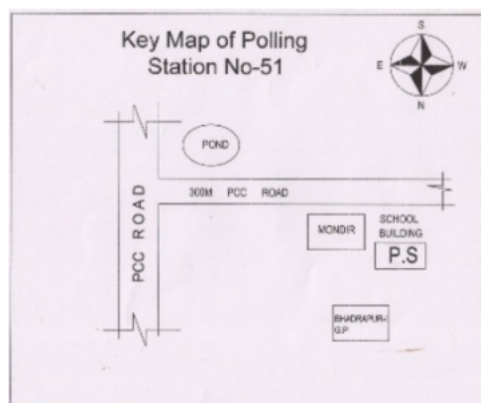 Key Map of Polling
Station No-51
S
E
W
N
POND
300M PCC ROAD
PCC ROAD
MONDIR
SCHOOL
BUILDING
P.S
BHADRAPUR-
G.P